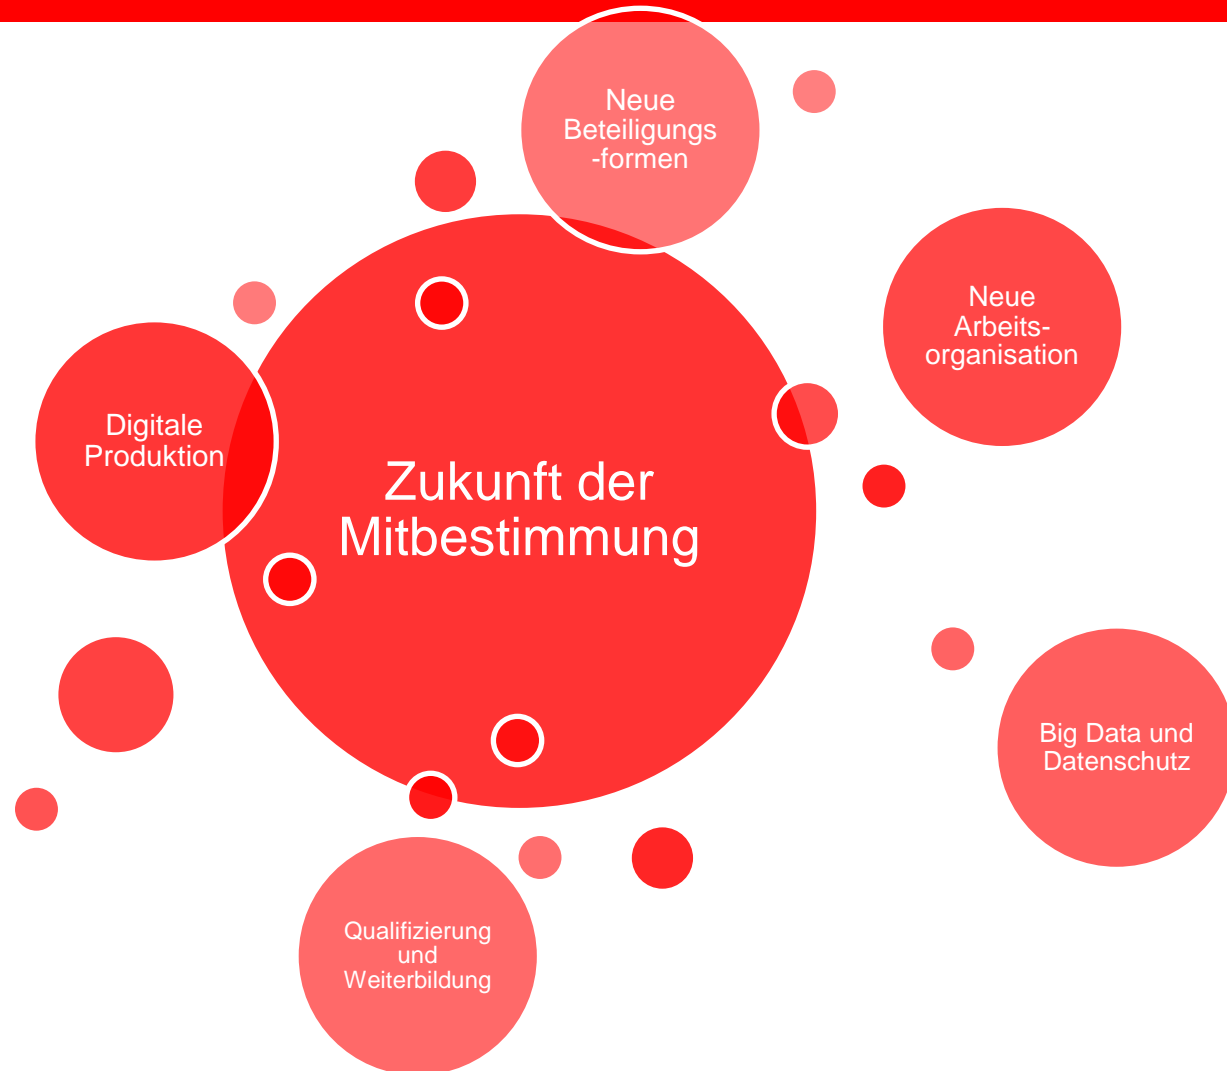 Neue
Beteiligungs
-formen
Neue
Arbeits-
organisation
Digitale
Produktion
Zukunft der
Mitbestimmung
Big Data und
Datenschutz
Qualifizierung
und
Weiterbildung